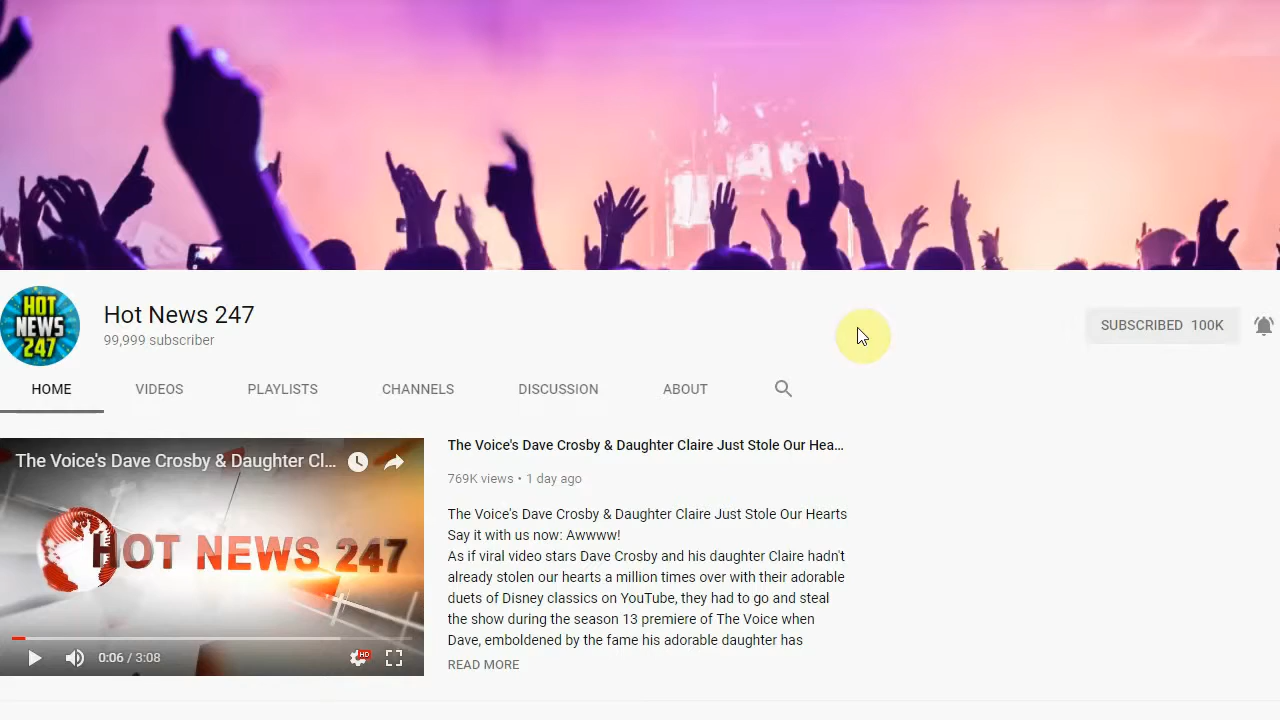 HOT
NEWS
247
Hot News 247
99,999 subscriber
SUBSCRIBED 100K
HOME VIDEOS PLAYLISTS CHANNELS DISCUSSION ABOUT
The Voice's Dave Crosby & Daughter Cl...
HOT NEWS 247
0:06 / 3:08
HD
The Voice's Dave Crosby & Daughter Claire Just Stole Our Hea...
769K views • 1 day ago
The Voice's Dave Crosby & Daughter Claire Just Stole Our Hearts
Say it with us now: Awwww!
As if viral video stars Dave Crosby and his daughter Claire hadn't
already stolen our hearts a million times over with their adorable
duets of Disney classics on YouTube, they had to go and steal
the show during the season 13 premiere of The Voice when
Dave, emboldened by the fame his adorable daughter has
READ MORE